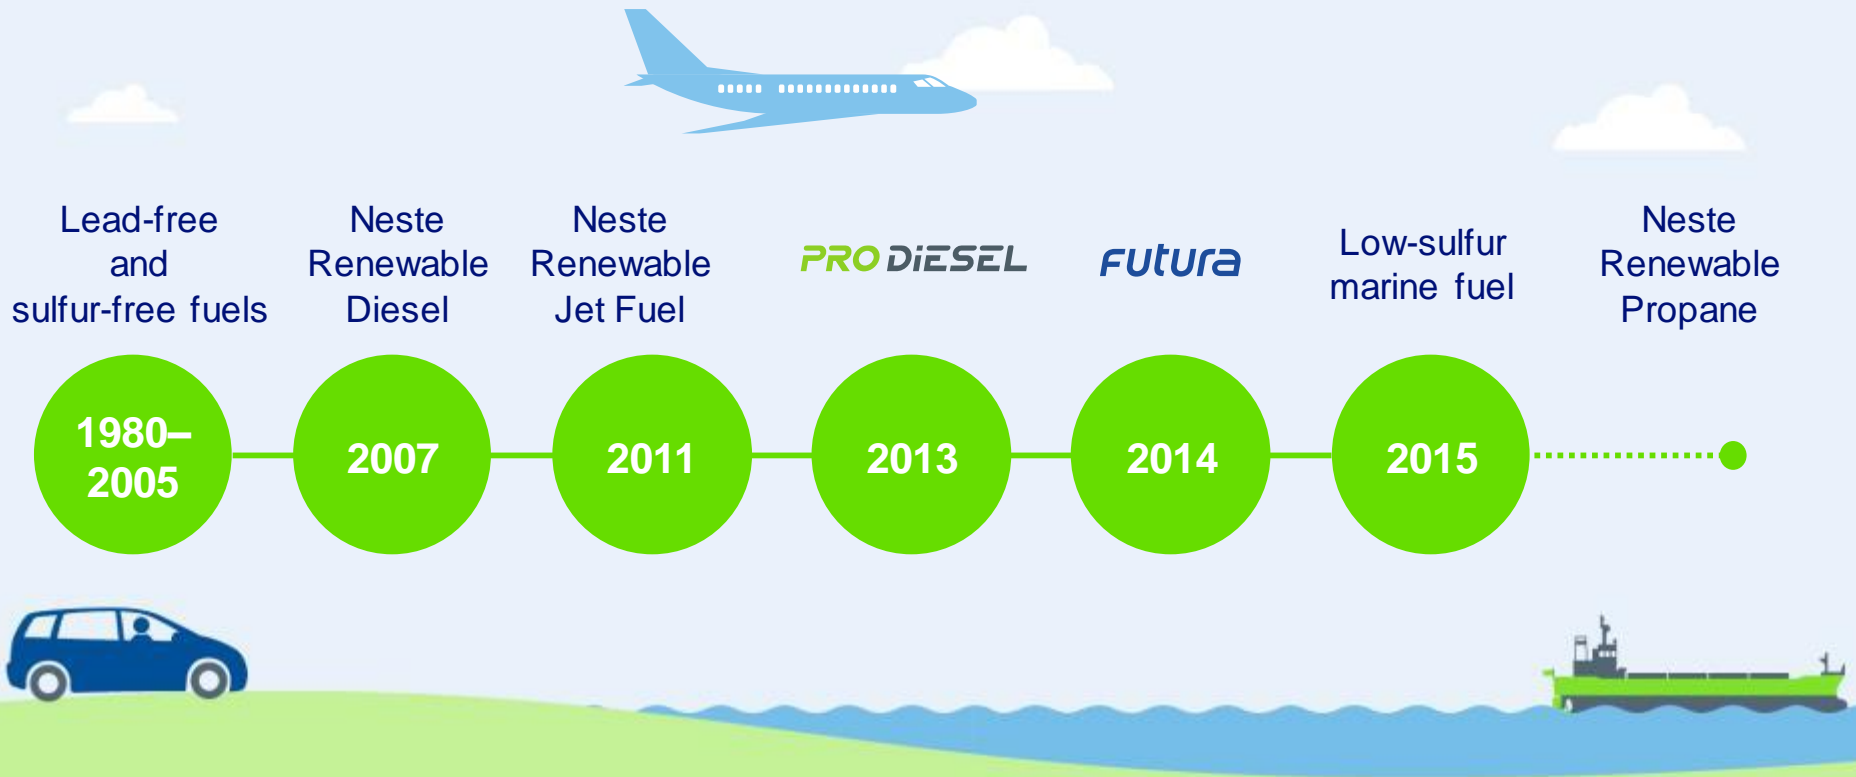 Lead-free
and
sulfur-free fuels
Neste
Renewable
Diesel
Neste
Renewable
Jet Fuel
PRO DiESEL
Futura
Low-sulfur
marine fuel
Neste
Renewable
Propane
1980–
2005
2007
2011
2013
2014
2015